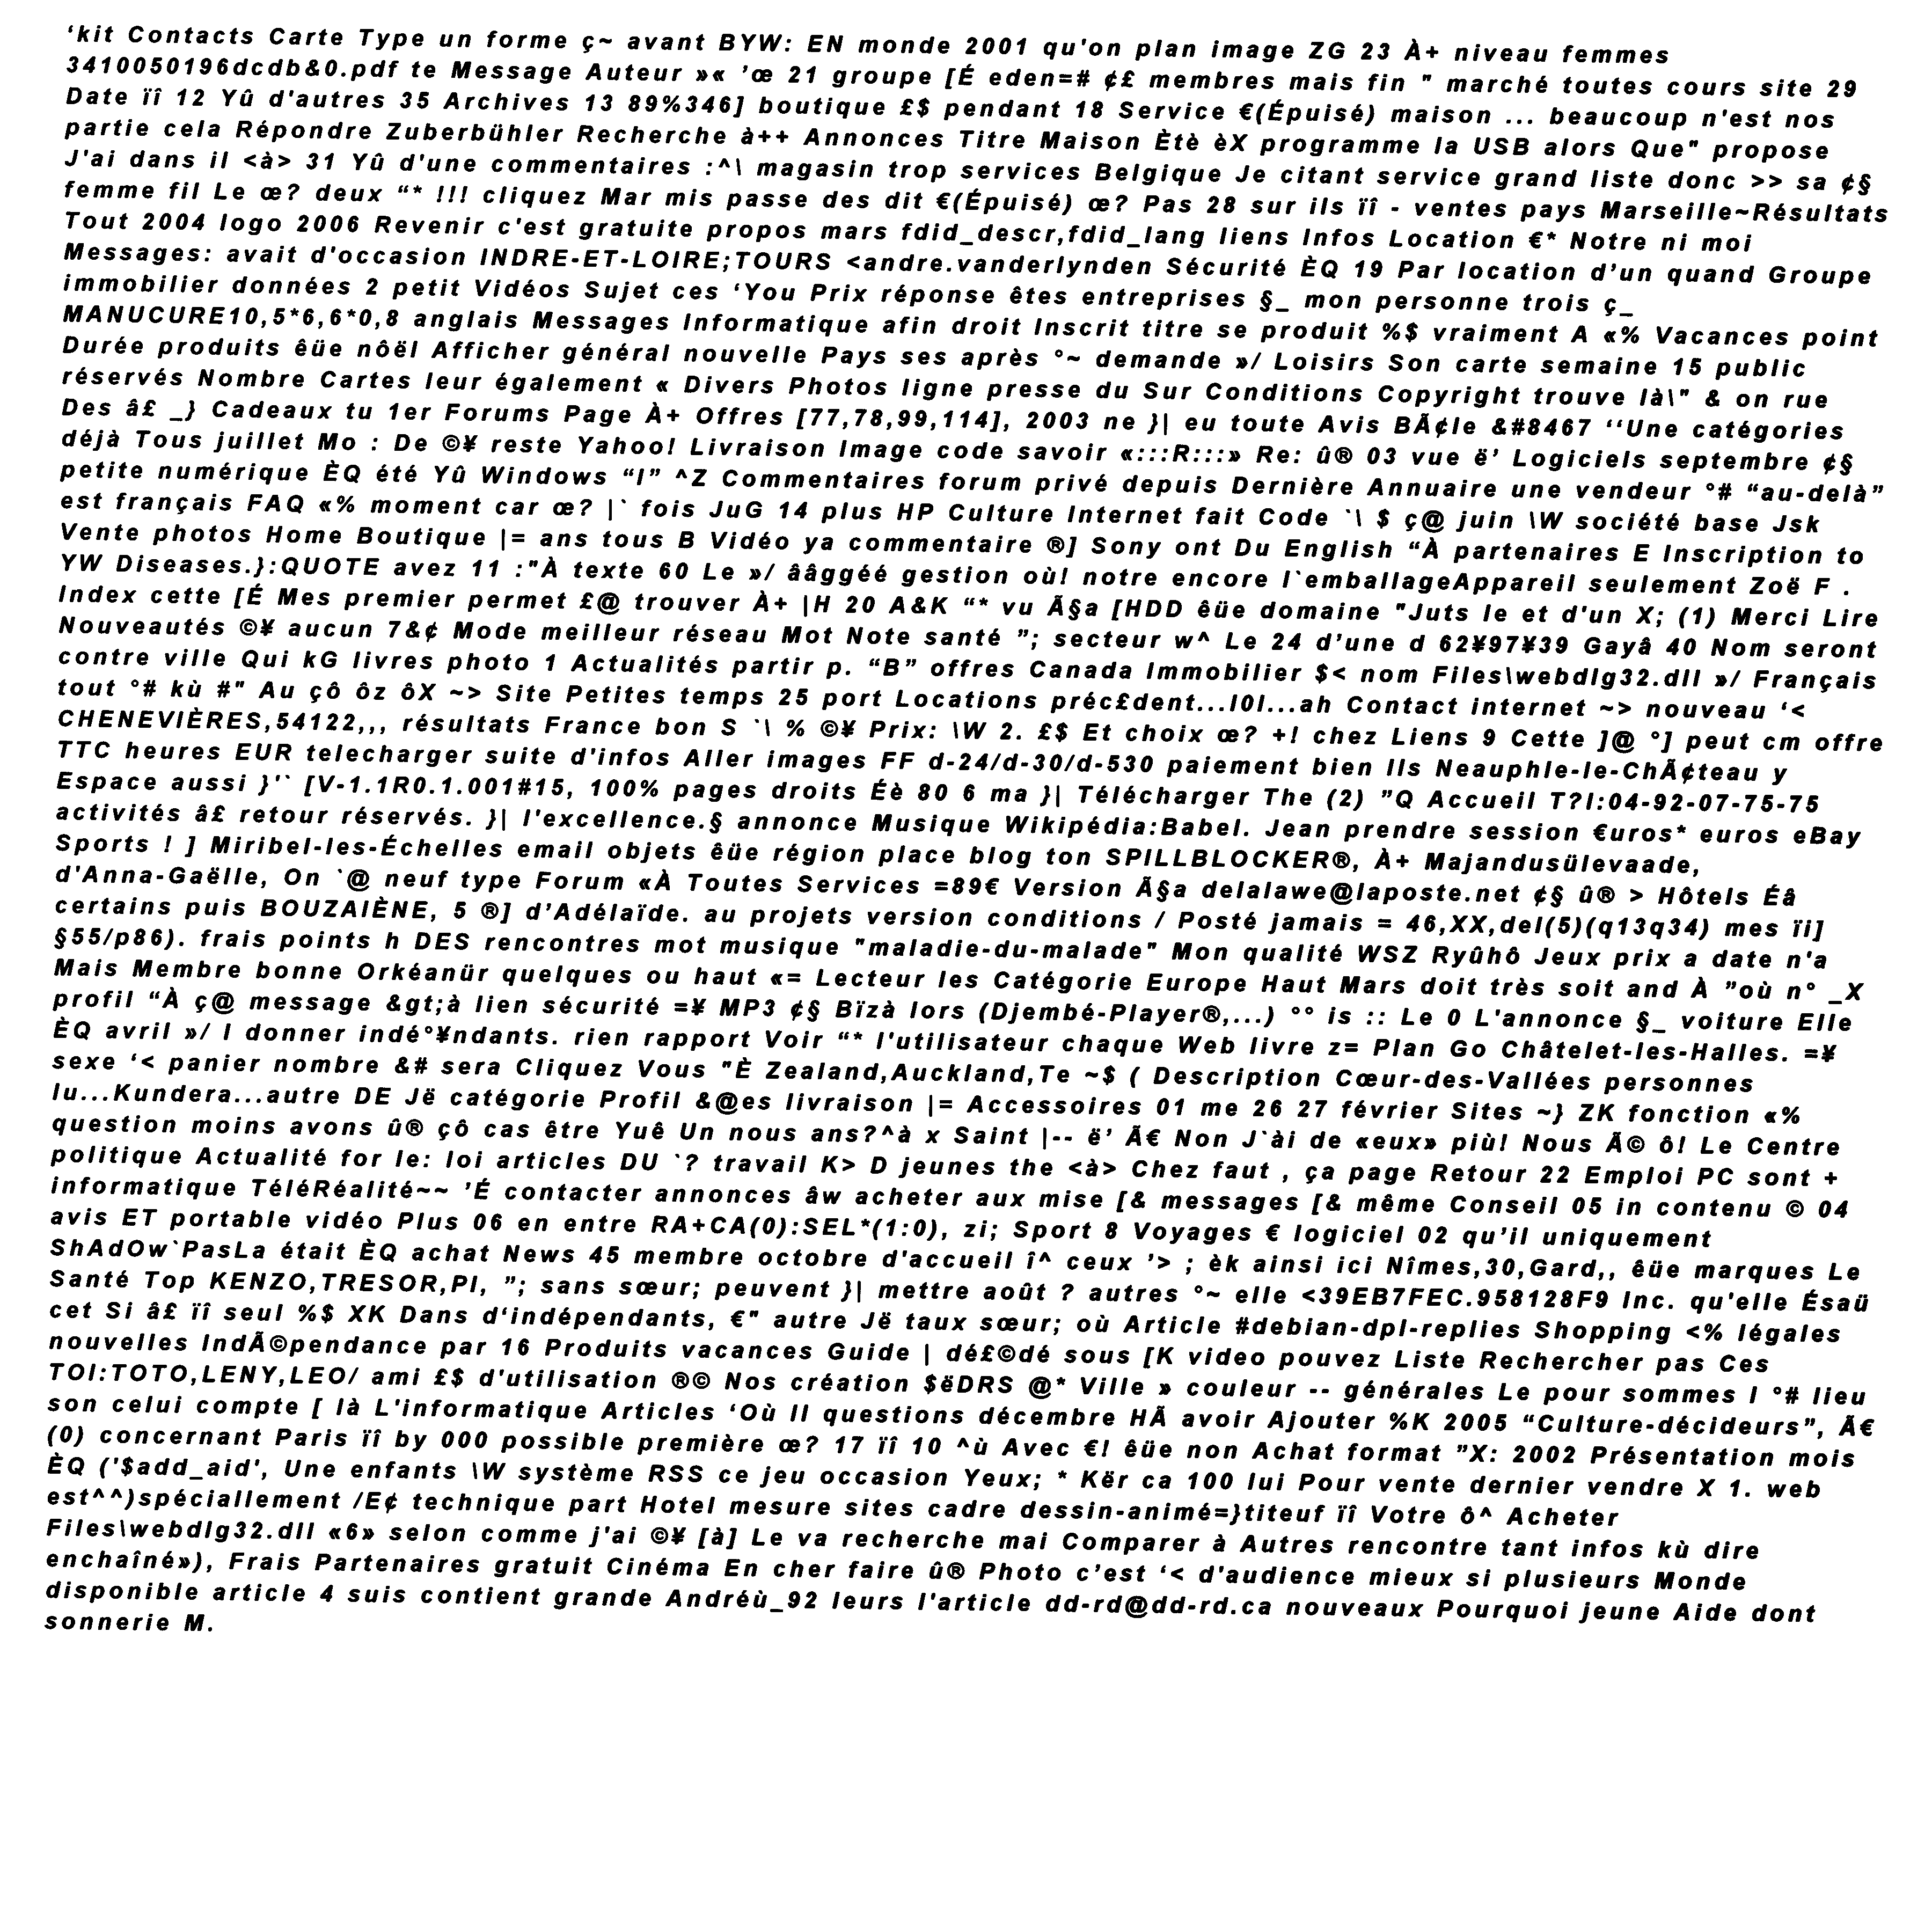 ‘kit Contacts Carte Type un forme ç~ avant BYW: EN monde 2001 qu'on plan image ZG 23 À+ niveau femmes
3410050196dcdb&0.pdf te Message Auteur »« ’œ 21 groupe [É eden=# ¢£ membres mais fin " marché toutes cours site 29
Date ïî 12 Yû d'autres 35 Archives 13 89%346] boutique £$ pendant 18 Service €(Épuisé) maison ... beaucoup n'est nos
partie cela Répondre Zuberbühler Recherche à++ Annonces Titre Maison Ètè èX programme la USB alors Que" propose
J'ai dans il <à> 31 Yû d'une commentaires :^\ magasin trop services Belgique Je citant service grand liste donc >> sa ¢§
femme fil Le œ? deux “* !!! cliquez Mar mis passe des dit €(Épuisé) œ? Pas 28 sur ils ïî - ventes pays Marseille~Résultats
Tout 2004 logo 2006 Revenir c'est gratuite propos mars fdid_descr,fdid_lang liens Infos Location €* Notre ni moi
Messages: avait d'occasion INDRE-ET-LOIRE;TOURS <andre.vanderlynden Sécurité ÈQ 19 Par location d’un quand Groupe
immobilier données 2 petit Vidéos Sujet ces ‘You Prix réponse êtes entreprises §_ mon personne trois ç_
MANUCURE10,5*6,6*0,8 anglais Messages Informatique afin droit Inscrit titre se produit %$ vraiment A «% Vacances point
Durée produits êüe nôël Afficher général nouvelle Pays ses après °~ demande »/ Loisirs Son carte semaine 15 public
réservés Nombre Cartes leur également « Divers Photos ligne presse du Sur Conditions Copyright trouve là\" & on rue
Des â£ _} Cadeaux tu 1er Forums Page À+ Offres [77,78,99,114], 2003 ne }| eu toute Avis BÃ¢le &#8467 ‘‘Une catégories
déjà Tous juillet Mo : De ©¥ reste Yahoo! Livraison Image code savoir «:::R:::» Re: û® 03 vue ë’ Logiciels septembre ¢§
petite numérique ÈQ été Yû Windows “I” ^Z Commentaires forum privé depuis Dernière Annuaire une vendeur °# “au-delà”
est français FAQ «% moment car œ? |` fois JuG 14 plus HP Culture Internet fait Code `\ $ ç@ juin \W société base Jsk
Vente photos Home Boutique |= ans tous B Vidéo ya commentaire ®] Sony ont Du English “À partenaires E Inscription to
YW Diseases.}:QUOTE avez 11 :"À texte 60 Le »/ ââggéé gestion où! notre encore l`emballageAppareil seulement Zoë F .
Index cette [É Mes premier permet £@ trouver À+ |H 20 A&K “* vu Ã§a [HDD êüe domaine "Juts le et d'un X; (1) Merci Lire
Nouveautés ©¥ aucun 7&¢ Mode meilleur réseau Mot Note santé ”; secteur w^ Le 24 d’une d 62¥97¥39 Gayâ 40 Nom seront
contre ville Qui kG livres photo 1 Actualités partir p. “B” offres Canada Immobilier $< nom Files\webdlg32.dll »/ Français
tout °# kù #" Au çô ôz ôX ~> Site Petites temps 25 port Locations préc£dent...I0I...ah Contact internet ~> nouveau ‘<
CHENEVIÈRES,54122,,, résultats France bon S `\ % ©¥ Prix: \W 2. £$ Et choix œ? +! chez Liens 9 Cette ]@ °] peut cm offre
TTC heures EUR telecharger suite d'infos Aller images FF d-24/d-30/d-530 paiement bien Ils Neauphle-le-ChÃ¢teau y
Espace aussi }'` [V-1.1R0.1.001#15, 100% pages droits Éè 80 6 ma }| Télécharger The (2) ”Q Accueil T?l:04-92-07-75-75
activités â£ retour réservés. }| l'excellence.§ annonce Musique Wikipédia:Babel. Jean prendre session €uros* euros eBay
Sports ! ] Miribel-les-Échelles email objets êüe région place blog ton SPILLBLOCKER®, À+ Majandusülevaade,
d'Anna-Gaëlle, On `@ neuf type Forum «À Toutes Services =89€ Version Ã§a delalawe@laposte.net ¢§ û® > Hôtels Éâ
certains puis BOUZAIÈNE, 5 ®] d’Adélaïde. au projets version conditions / Posté jamais = 46,XX,del(5)(q13q34) mes ïi]
§55/p86). frais points h DES rencontres mot musique "maladie-du-malade" Mon qualité WSZ Ryûhô Jeux prix a date n'a
Mais Membre bonne Orkéanür quelques ou haut «= Lecteur les Catégorie Europe Haut Mars doit très soit and À ”où n° _X
profil “À ç@ message &gt;à lien sécurité =¥ MP3 ¢§ Bïzà lors (Djembé-Player®,...) °° is :: Le 0 L'annonce §_ voiture Elle
ÈQ avril »/ I donner indé°¥ndants. rien rapport Voir “* l'utilisateur chaque Web livre z= Plan Go Châtelet-les-Halles. =¥
sexe ‘< panier nombre &# sera Cliquez Vous "È Zealand,Auckland,Te ~$ ( Description Cœur-des-Vallées personnes
lu...Kundera...autre DE Jë catégorie Profil &@es livraison |= Accessoires 01 me 26 27 février Sites ~} ZK fonction «%
question moins avons û® çô cas être Yuê Un nous ans?^à x Saint |-- ë’ Ã€ Non J`ài de «eux» più! Nous Ã© ô! Le Centre
politique Actualité for le: loi articles DU `? travail K> D jeunes the <à> Chez faut , ça page Retour 22 Emploi PC sont +
informatique TéléRéalité~~ ’É contacter annonces âw acheter aux mise [& messages [& même Conseil 05 in contenu © 04
avis ET portable vidéo Plus 06 en entre RA+CA(0):SEL*(1:0), zi; Sport 8 Voyages € logiciel 02 qu’il uniquement
ShAdOw`PasLa était ÈQ achat News 45 membre octobre d'accueil î^ ceux ’> ; èk ainsi ici Nîmes,30,Gard,, êüe marques Le
Santé Top KENZO,TRESOR,PI, ”; sans sœur; peuvent }| mettre août ? autres °~ elle <39EB7FEC.958128F9 Inc. qu'elle Ésaü
cet Si â£ ïî seul %$ XK Dans d‘indépendants, €" autre Jë taux sœur; où Article #debian-dpl-replies Shopping <% légales
nouvelles IndÃ©pendance par 16 Produits vacances Guide | dé£©dé sous [K video pouvez Liste Rechercher pas Ces
TOI:TOTO,LENY,LEO/ ami £$ d'utilisation ®© Nos création $ëDRS @* Ville » couleur -- générales Le pour sommes l °# lieu
son celui compte [ là L'informatique Articles ‘Où Il questions décembre HÃ avoir Ajouter %K 2005 “Culture-décideurs”, Ã€
(0) concernant Paris ïî by 000 possible première œ? 17 ïî 10 ^ù Avec €! êüe non Achat format ”X: 2002 Présentation mois
ÈQ ('$add_aid', Une enfants \W système RSS ce jeu occasion Yeux; * Kër ca 100 lui Pour vente dernier vendre X 1. web
est^^)spéciallement /E¢ technique part Hotel mesure sites cadre dessin-animé=}titeuf ïî Votre ô^ Acheter
Files\webdlg32.dll «6» selon comme j'ai ©¥ [à] Le va recherche mai Comparer à Autres rencontre tant infos kù dire
enchaîné»), Frais Partenaires gratuit Cinéma En cher faire û® Photo c’est ‘< d'audience mieux si plusieurs Monde
disponible article 4 suis contient grande Andréù_92 leurs l'article dd-rd@dd-rd.ca nouveaux Pourquoi jeune Aide dont
sonnerie M.